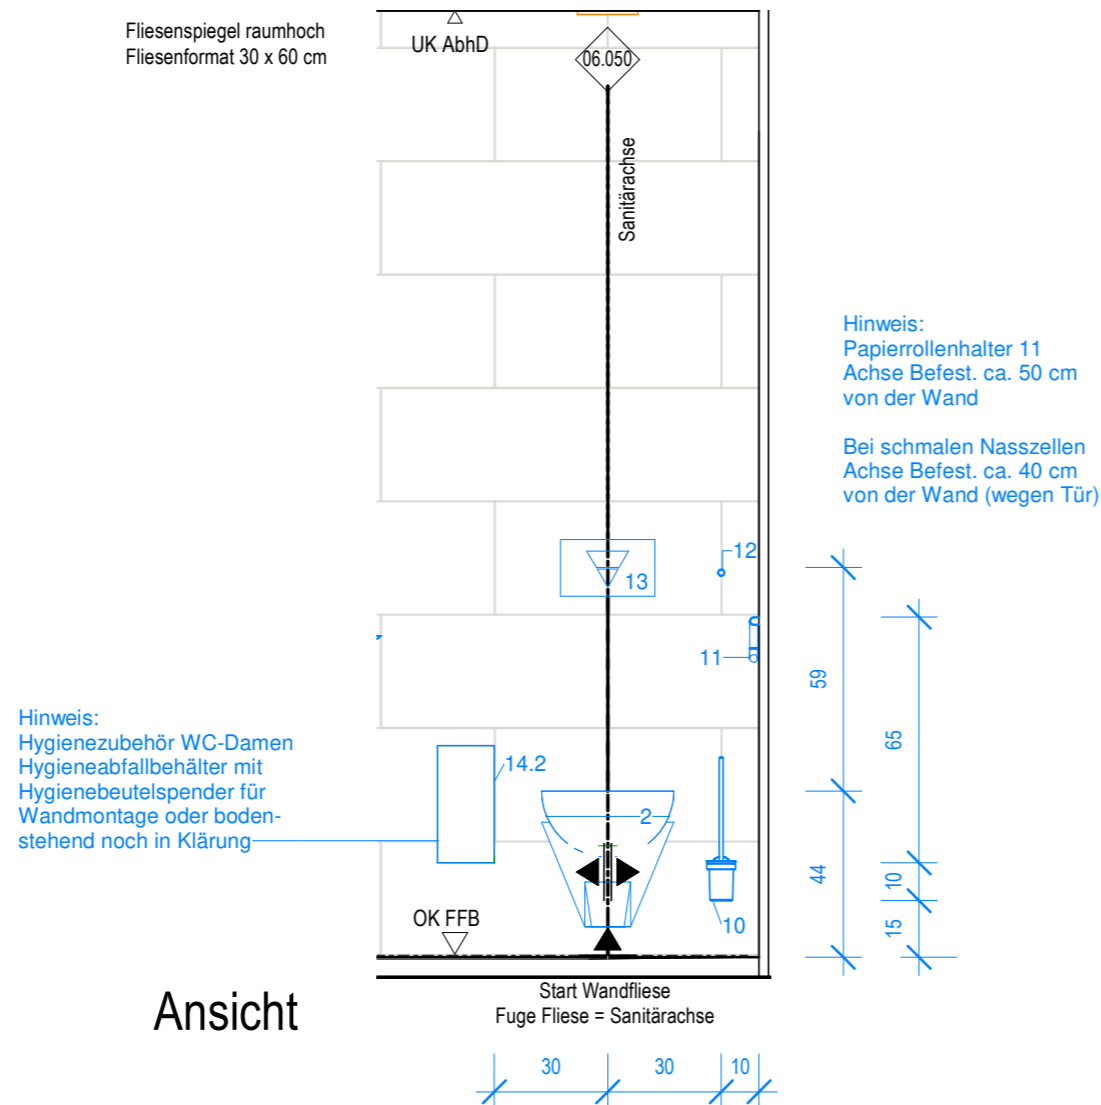 Fliesenspiegel raumhoch
Fliesenformat 30 x 60 cm
UK AbhD
06.050
Sanitärachse
Hinweis:
Papierrollenhalter 11
Achse Befest. ca. 50 cm
von der Wand
Bei schmalen Nasszellen
Achse Befest. ca. 40 cm
von der Wand (wegen Tür)
12
13
11
59
65
Hinweis:
Hygienezubehör WC-Damen
Hygieneabfallbehälter mit
Hygienebeutelspender für
Wandmontage oder boden-
stehend noch in Klärung
14.2
2
44
10
15
10
OK FFB
Ansicht
Start Wandfliese
Fuge Fliese = Sanitärachse
30
30
10